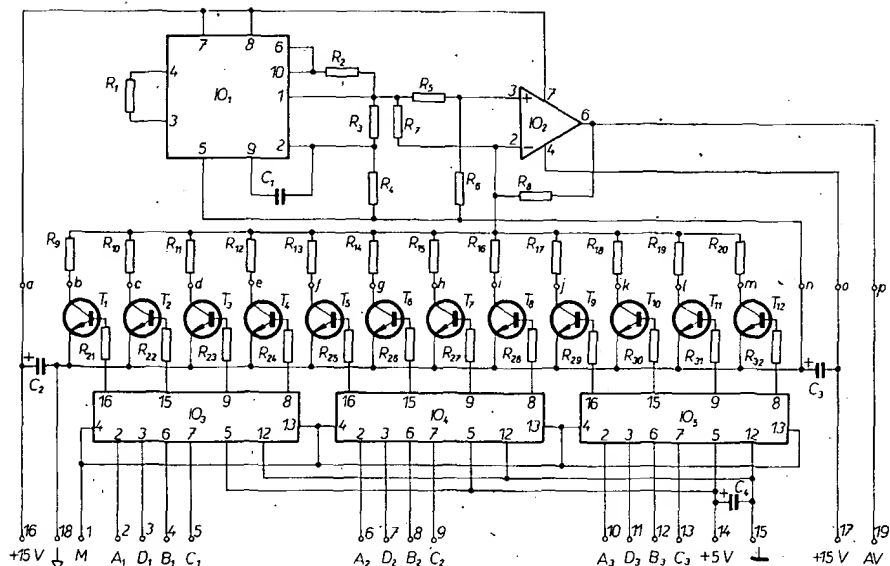 7 8
6
10 R2
4
R1
IO1
1
R5
3 + 7
IO2
6
3
R3
R7
2 −
4
5 9 2
C1
R4
R6
R8
R9 R10 R11 R12 R13 R14 R15 R16 R17 R18 R19 R20
a b c d e f g h i j k l m n o p
T1 T2 T3 T4 T5 T6 T7 T8 T9 T10 T11 T12
R21 R22 R23 R24 R25 R26 R27 R28 R29 R30 R31 R32
+ C2
+ C3
16 15 9 8 16 15 9 8 16 15 9 8
4 IO3 13 4 IO4 13 4 IO5 13
2 3 6 7 5 12 2 3 6 7 5 12 2 3 6 7 5 12
+ C4
16 18 1 2 3 4 5 6 7 8 9 10 11 12 13 14 15 17 19
+15 V M A1 D1 B1 C1 A2 D2 B2 C2 A3 D3 B3 C3 +5V +15V AV